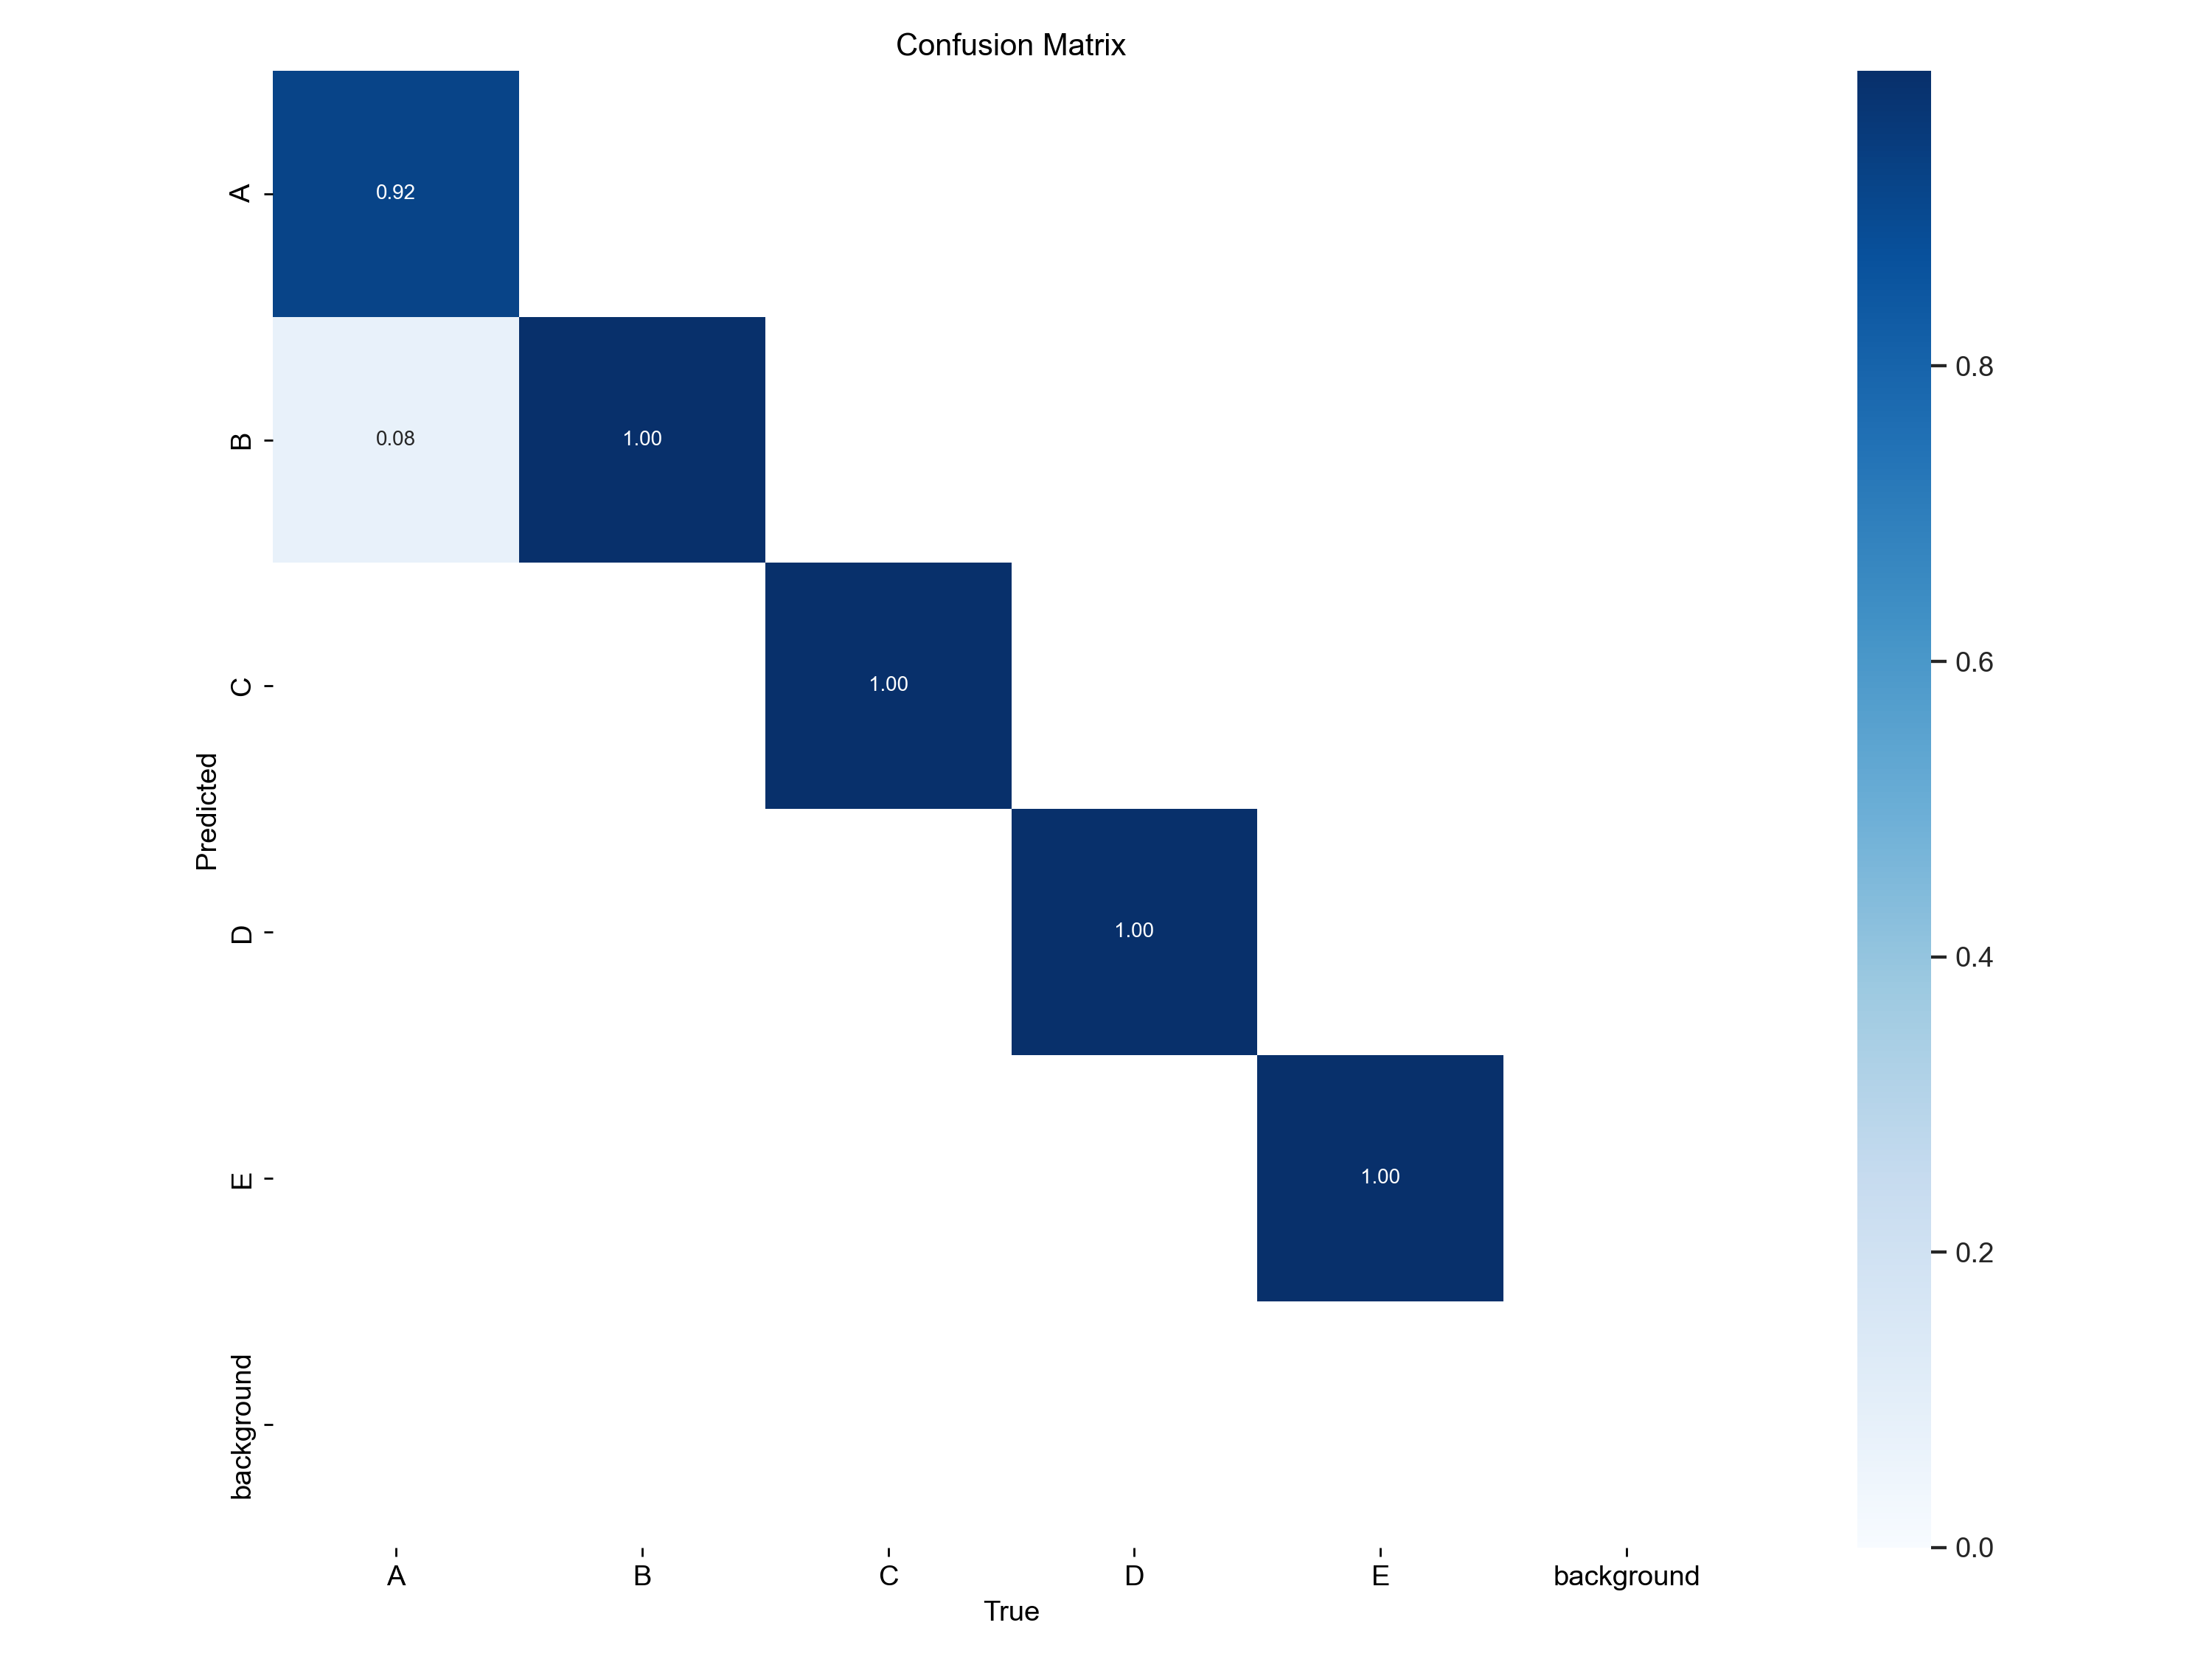 Confusion Matrix
A
0.92
B
0.08 1.00
0.8
C
1.00
0.6
Predicted
D
1.00
0.4
E
1.00
0.2
background
0.0
A B C D E background
True